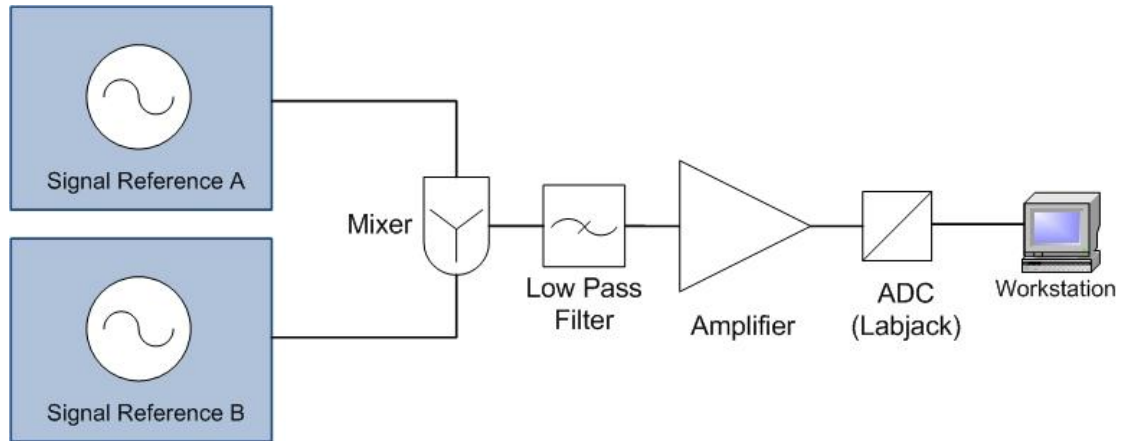 Signal Reference A
Mixer
Low Pass
Filter
Amplifier
ADC
(Labjack)
Workstation
Signal Reference B